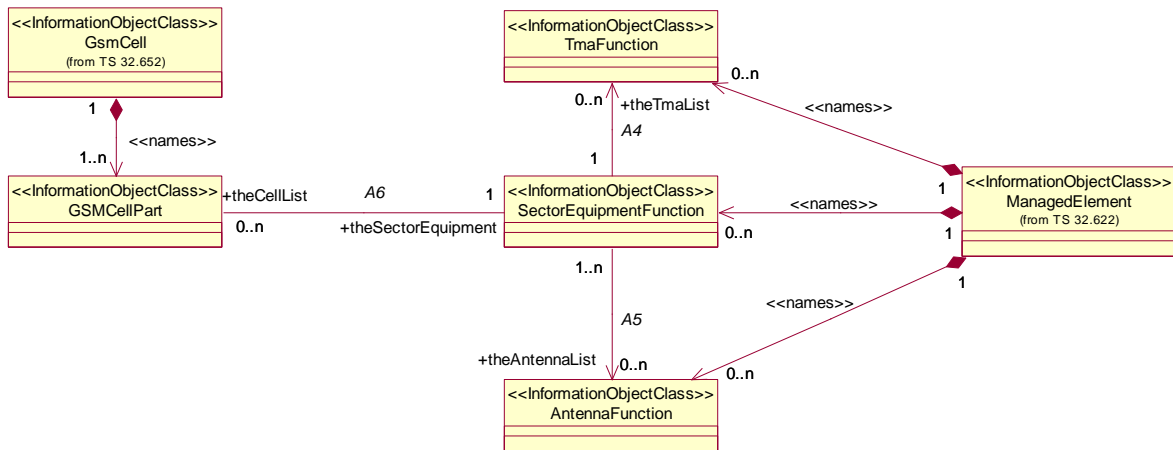 <<InformationObjectClass>>
GsmCell
(from TS 32.652)
1
<<names>>
1..n
<<InformationObjectClass>>
GSMCellPart
+theCellList
A6
1
0..n
+theSectorEquipment
<<InformationObjectClass>>
TmaFunction
0..n
0..n
+theTmaList
A4
1
<<names>>
<<InformationObjectClass>>
SectorEquipmentFunction
<<names>>
0..n
1
1
1
<<InformationObjectClass>>
ManagedElement
(from TS 32.622)
1..n
A5
<<names>>
+theAntennaList
0..n
0..n
<<InformationObjectClass>>
AntennaFunction